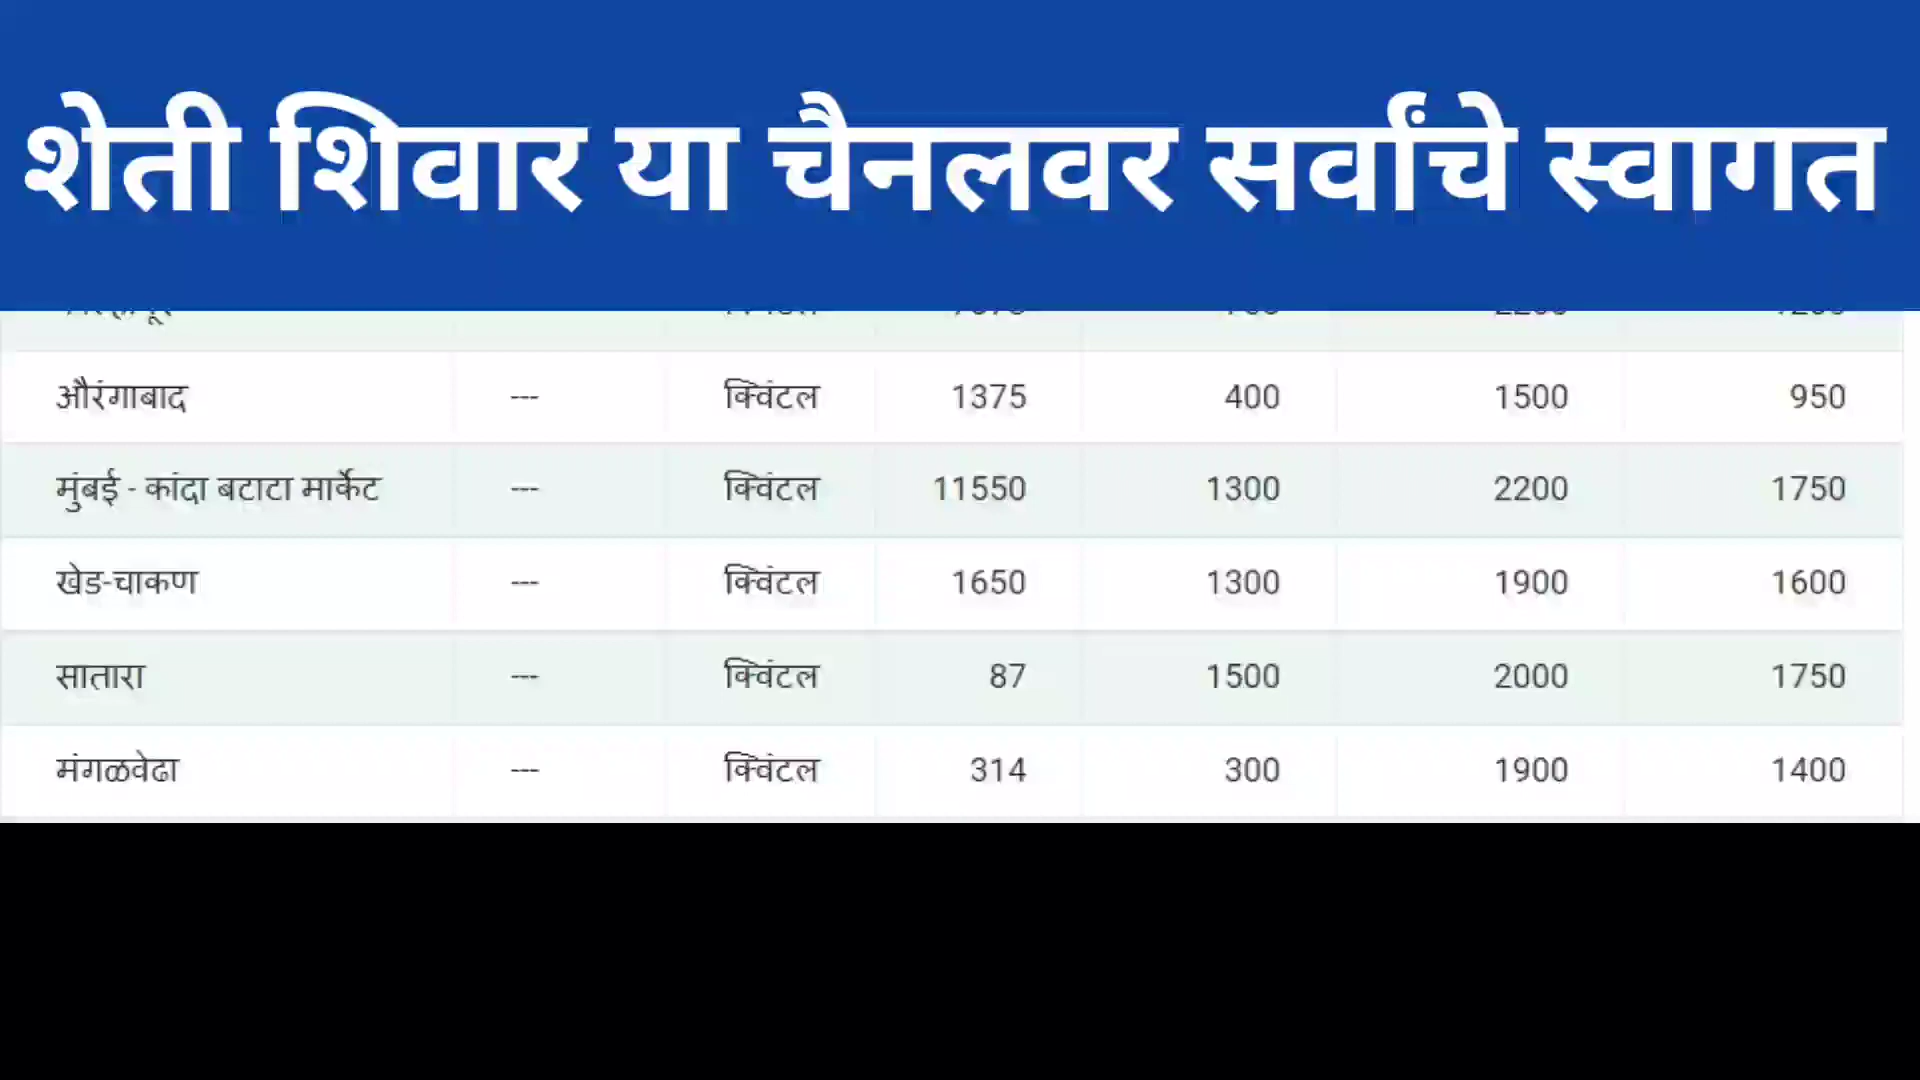 शेती शिवार या चैनलवर सर्वांचे स्वागत
औरंगाबाद --- क्विंटल 1375 400 1500 950
मुंबई - कांदा बटाटा मार्केट --- क्विंटल 11550 1300 2200 1750
खेड-चाकण --- क्विंटल 1650 1300 1900 1600
सातारा --- क्विंटल 87 1500 2000 1750
मंगळवेढा --- क्विंटल 314 300 1900 1400